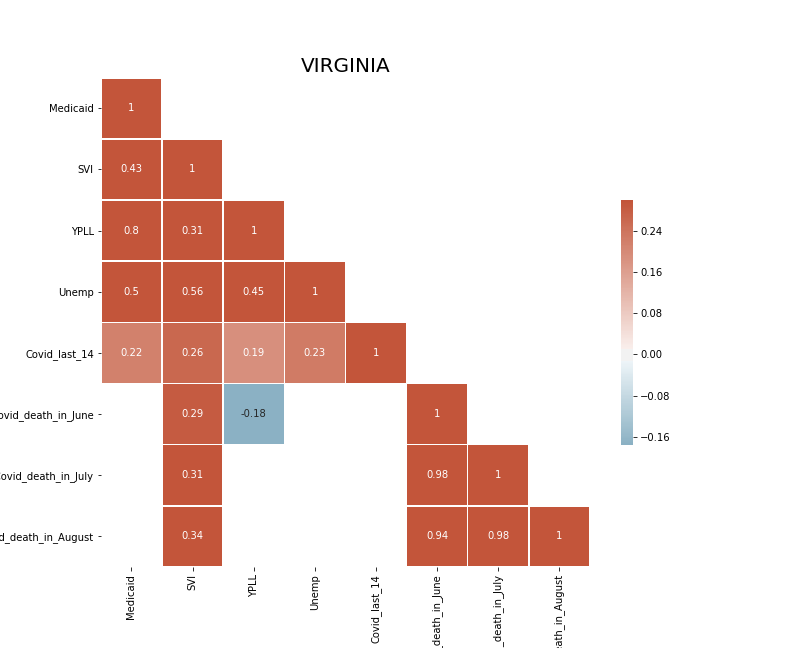 VIRGINIA
Medicaid 1
SVI 0.43 1
YPLL 0.8 0.31 1
Unemp 0.5 0.56 0.45 1
Covid_last_14 0.22 0.26 0.19 0.23 1
ovid_death_in_June 0.29 -0.18 1
Covid_death_in_July 0.31 0.98 1
d_death_in_August 0.34 0.94 0.98 1
Medicaid
SVI
YPLL
Unemp
Covid_last_14
_death_in_June
_death_in_July
eath_in_August
0.24
0.16
0.08
0.00
−0.08
−0.16